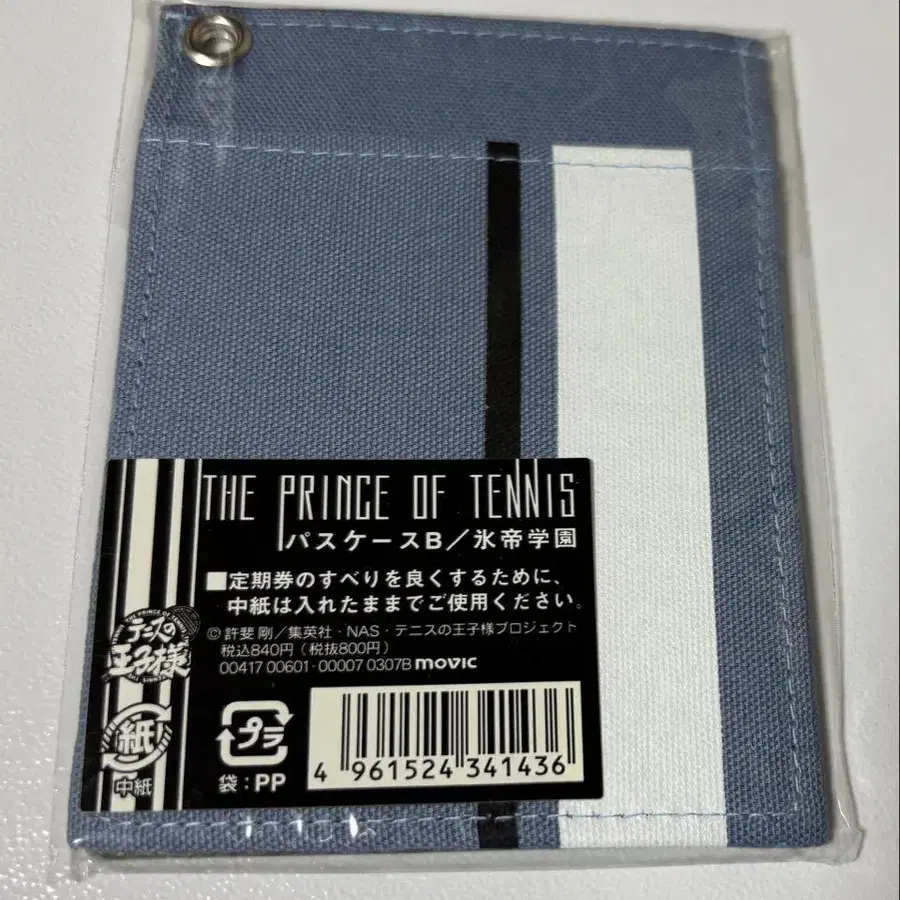 THE PRINCE OF TENNIS
パスケースB／氷帝学園
■定期券のすべりを良くするために、
中紙は入れたままでご使用ください。
©許斐 剛／集英社・NAS・テニスの王子様プロジェクト
税込840円（税抜800円）
00417 00601-00007 0307B movic
THE PRINCE OF TENNIS
テニスの
王子様
紙
中紙
プラ
袋：PP
4 961524 341436